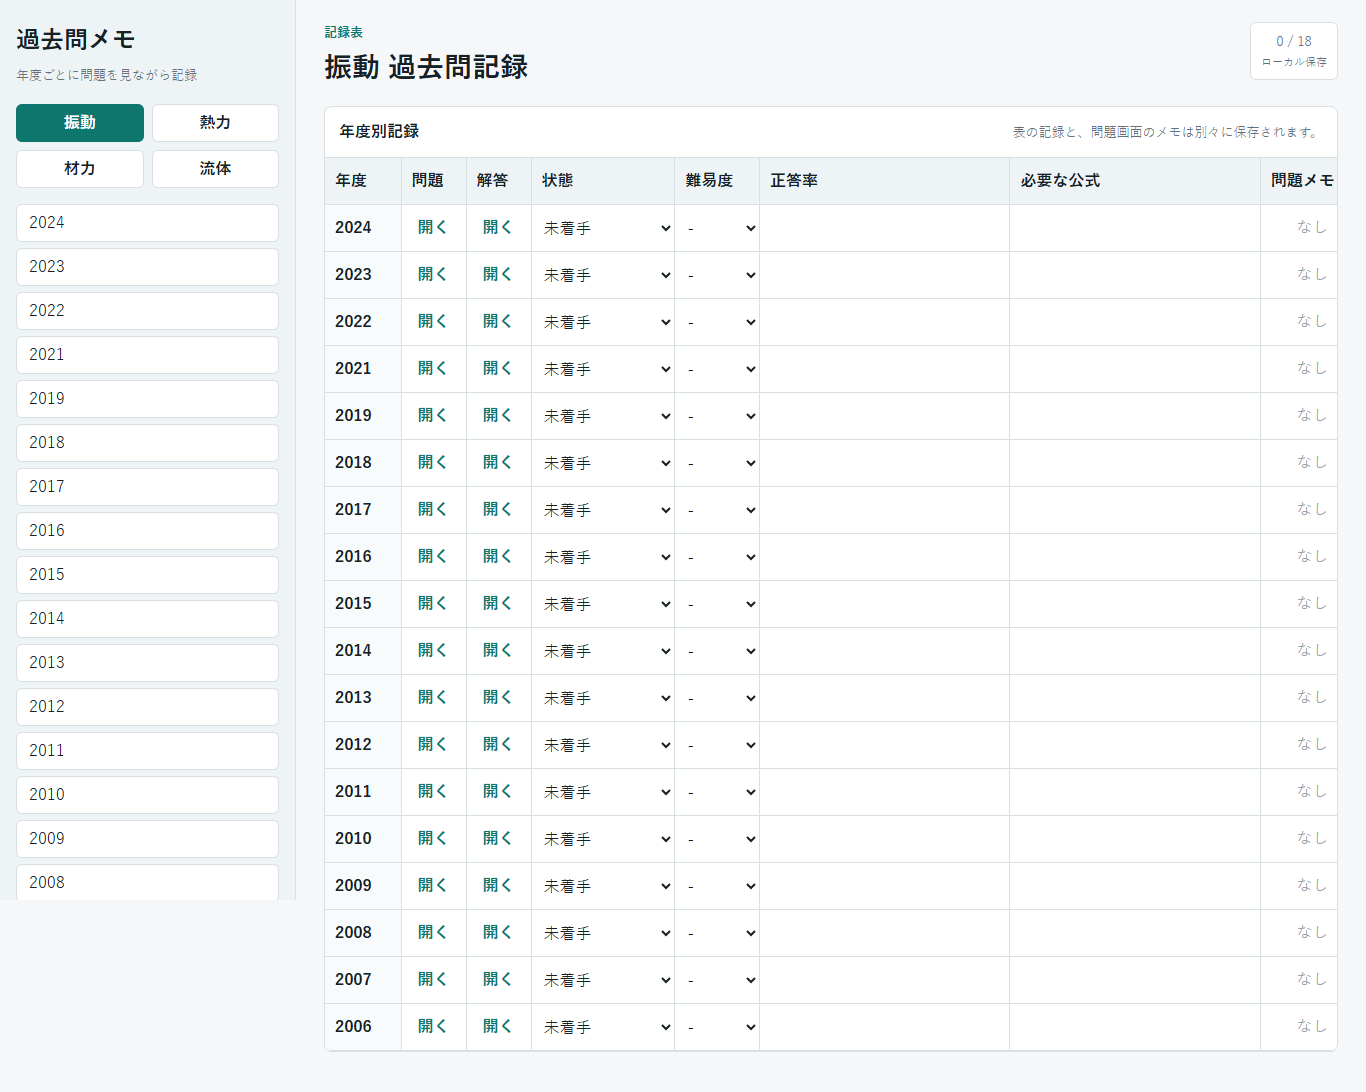 過去問メモ
年度ごとに問題を見ながら記録
振動 熱力
材力 流体
2024
2023
2022
2021
2019
2018
2017
2016
2015
2014
2013
2012
2011
2010
2009
2008
記録表
振動 過去問記録
0 / 18
ローカル保存
年度別記録
表の記録と、問題画面のメモは別々に保存されます。
年度 問題 解答 状態 難易度 正答率 必要な公式 問題メモ
2024 開く 開く 未着手 - なし
2023 開く 開く 未着手 - なし
2022 開く 開く 未着手 - なし
2021 開く 開く 未着手 - なし
2019 開く 開く 未着手 - なし
2018 開く 開く 未着手 - なし
2017 開く 開く 未着手 - なし
2016 開く 開く 未着手 - なし
2015 開く 開く 未着手 - なし
2014 開く 開く 未着手 - なし
2013 開く 開く 未着手 - なし
2012 開く 開く 未着手 - なし
2011 開く 開く 未着手 - なし
2010 開く 開く 未着手 - なし
2009 開く 開く 未着手 - なし
2008 開く 開く 未着手 - なし
2007 開く 開く 未着手 - なし
2006 開く 開く 未着手 - なし